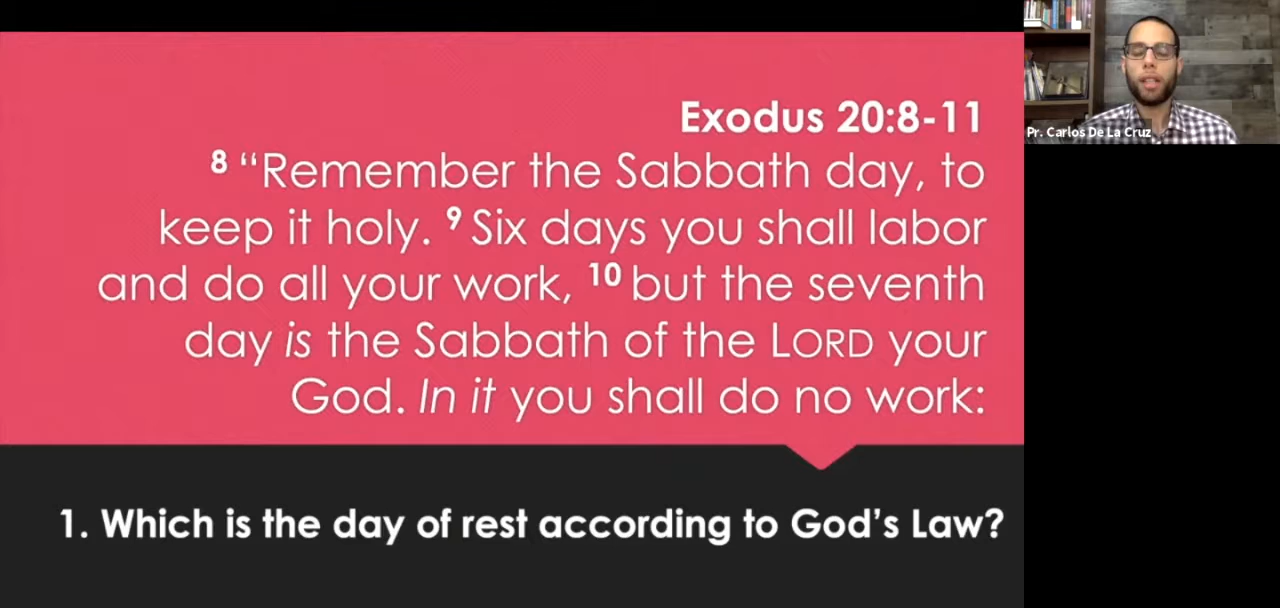 Exodus 20:8-11
8 “Remember the Sabbath day, to
keep it holy. 9 Six days you shall labor
and do all your work, 10 but the seventh
day is the Sabbath of the LORD your
God. In it you shall do no work:
1. Which is the day of rest according to God’s Law?
Pr. Carlos De La Cruz